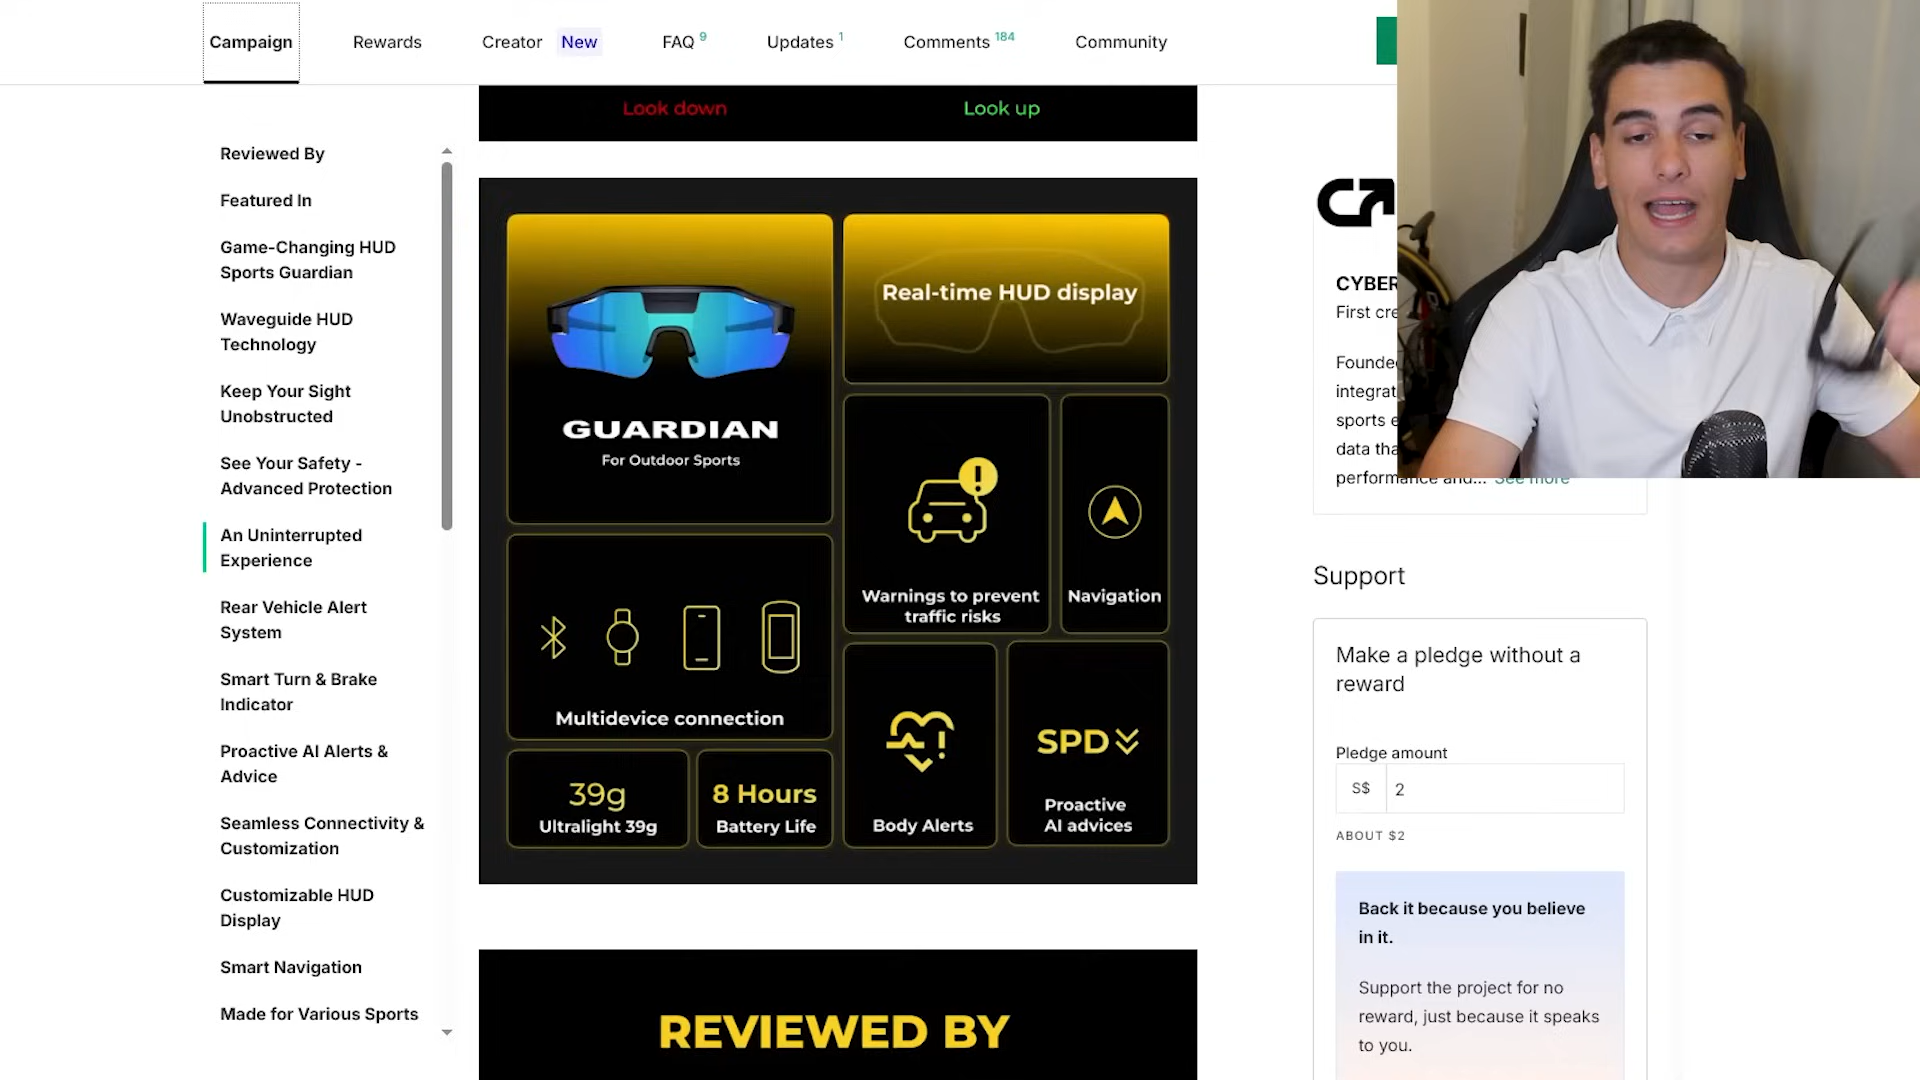 Campaign
Rewards
Creator New
FAQ 9
Updates 1
Comments 184
Community
Look down
Look up
Reviewed By
Featured In
Game-Changing HUD
Sports Guardian
Waveguide HUD
Technology
Keep Your Sight
Unobstructed
See Your Safety -
Advanced Protection
An Uninterrupted
Experience
Rear Vehicle Alert
System
Smart Turn & Brake
Indicator
Proactive AI Alerts &
Advice
Seamless Connectivity &
Customization
Customizable HUD
Display
Smart Navigation
Made for Various Sports
GUARDIAN
For Outdoor Sports
Real-time HUD display
Warnings to prevent
traffic risks
Navigation
Multidevice connection
39g
Ultralight 39g
8 Hours
Battery Life
Body Alerts
SPD
Proactive
AI advices
REVIEWED BY
CYBER
First cre
Founde
integrat
sports e
data tha
performance and... See more
Support
Make a pledge without a
reward
Pledge amount
S$ 2
ABOUT $2
Back it because you believe
in it.
Support the project for no
reward, just because it speaks
to you.